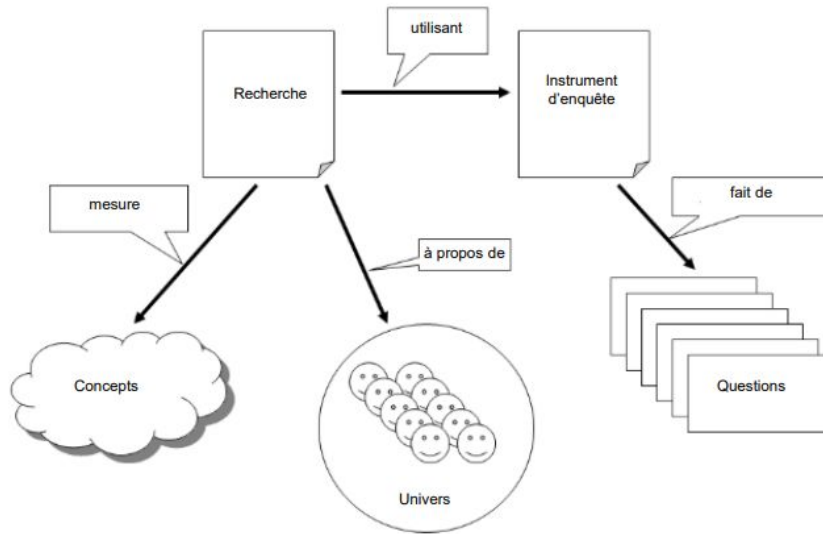 utilisant
Recherche
Instrument
d'enquête
mesure
fait de
à propos de
Concepts
Questions
Univers